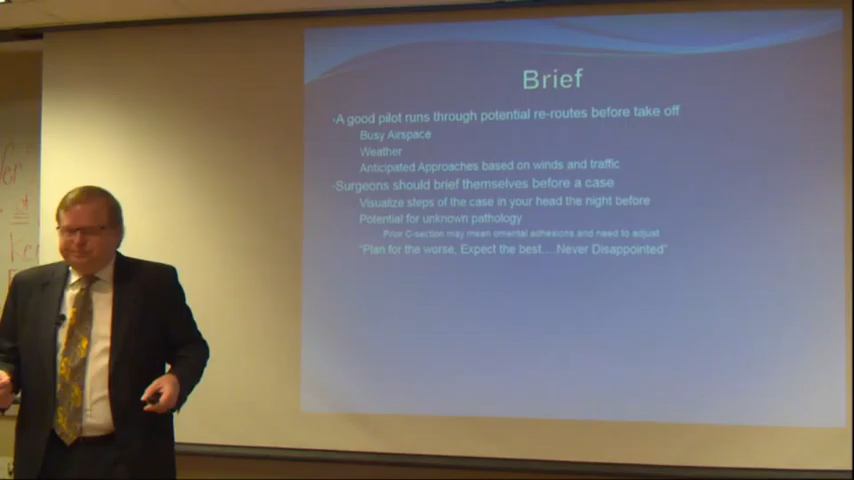 Brief
A good pilot runs through potential re-routes before take off
Busy Airspace
Weather
Anticipated Approaches based on winds and traffic
Surgeons should brief themselves before a case
Visualize steps of the case in your head the night before
Potential for unknown pathology
Prior C-section may mean omental adhesions and need to adjust
"Plan for the worse, Expect the best....Never Disappointed"